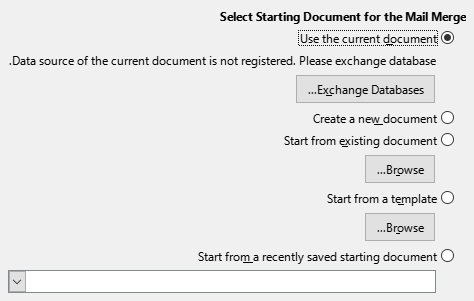 Select Starting Document for the Mail Merge
Use the current document
.Data source of the current document is not registered. Please exchange database
...Exchange Databases
Create a new document
Start from existing document
...Browse
Start from a template
...Browse
Start from a recently saved starting document